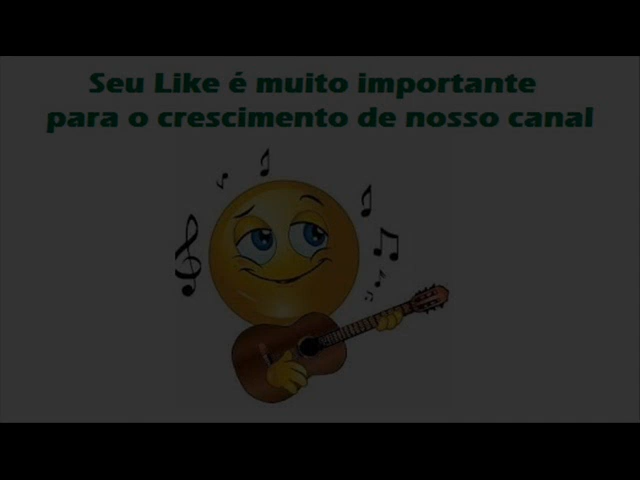 Seu Like é muito importante
para o crescimento de nosso canal